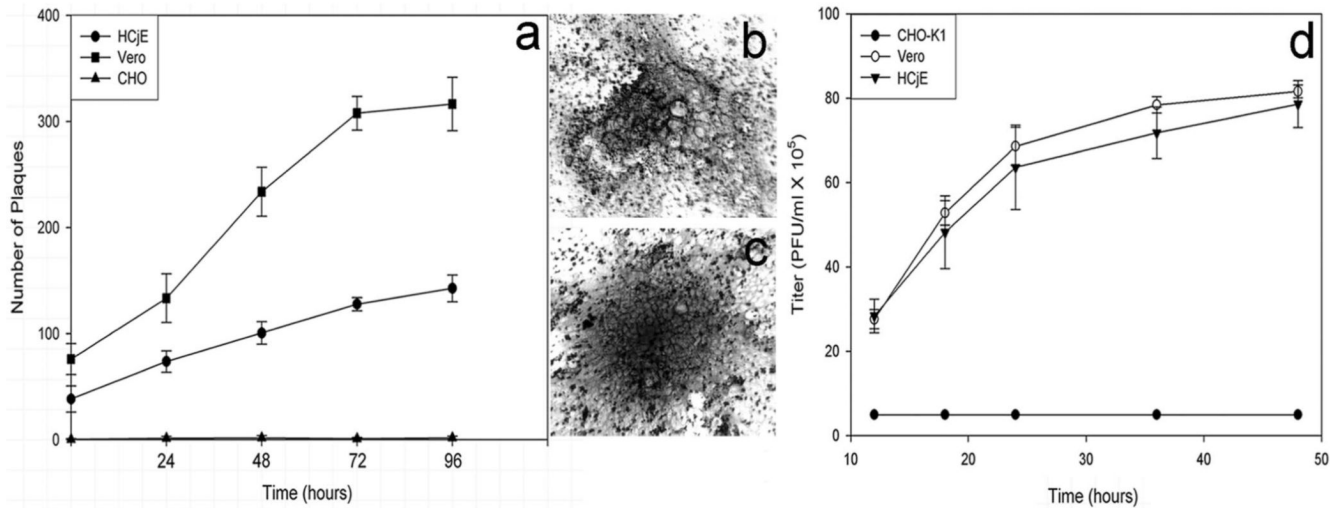 400
300
200
100
0
Number of Plaques
HCjE
Vero
CHO
a
24 48 72 96
Time (hours)
b
c
100
80
60
40
20
0
Titer (PFU/ml X 10⁵)
CHO-K1
Vero
HCjE
d
10 20 30 40 50
Time (hours)